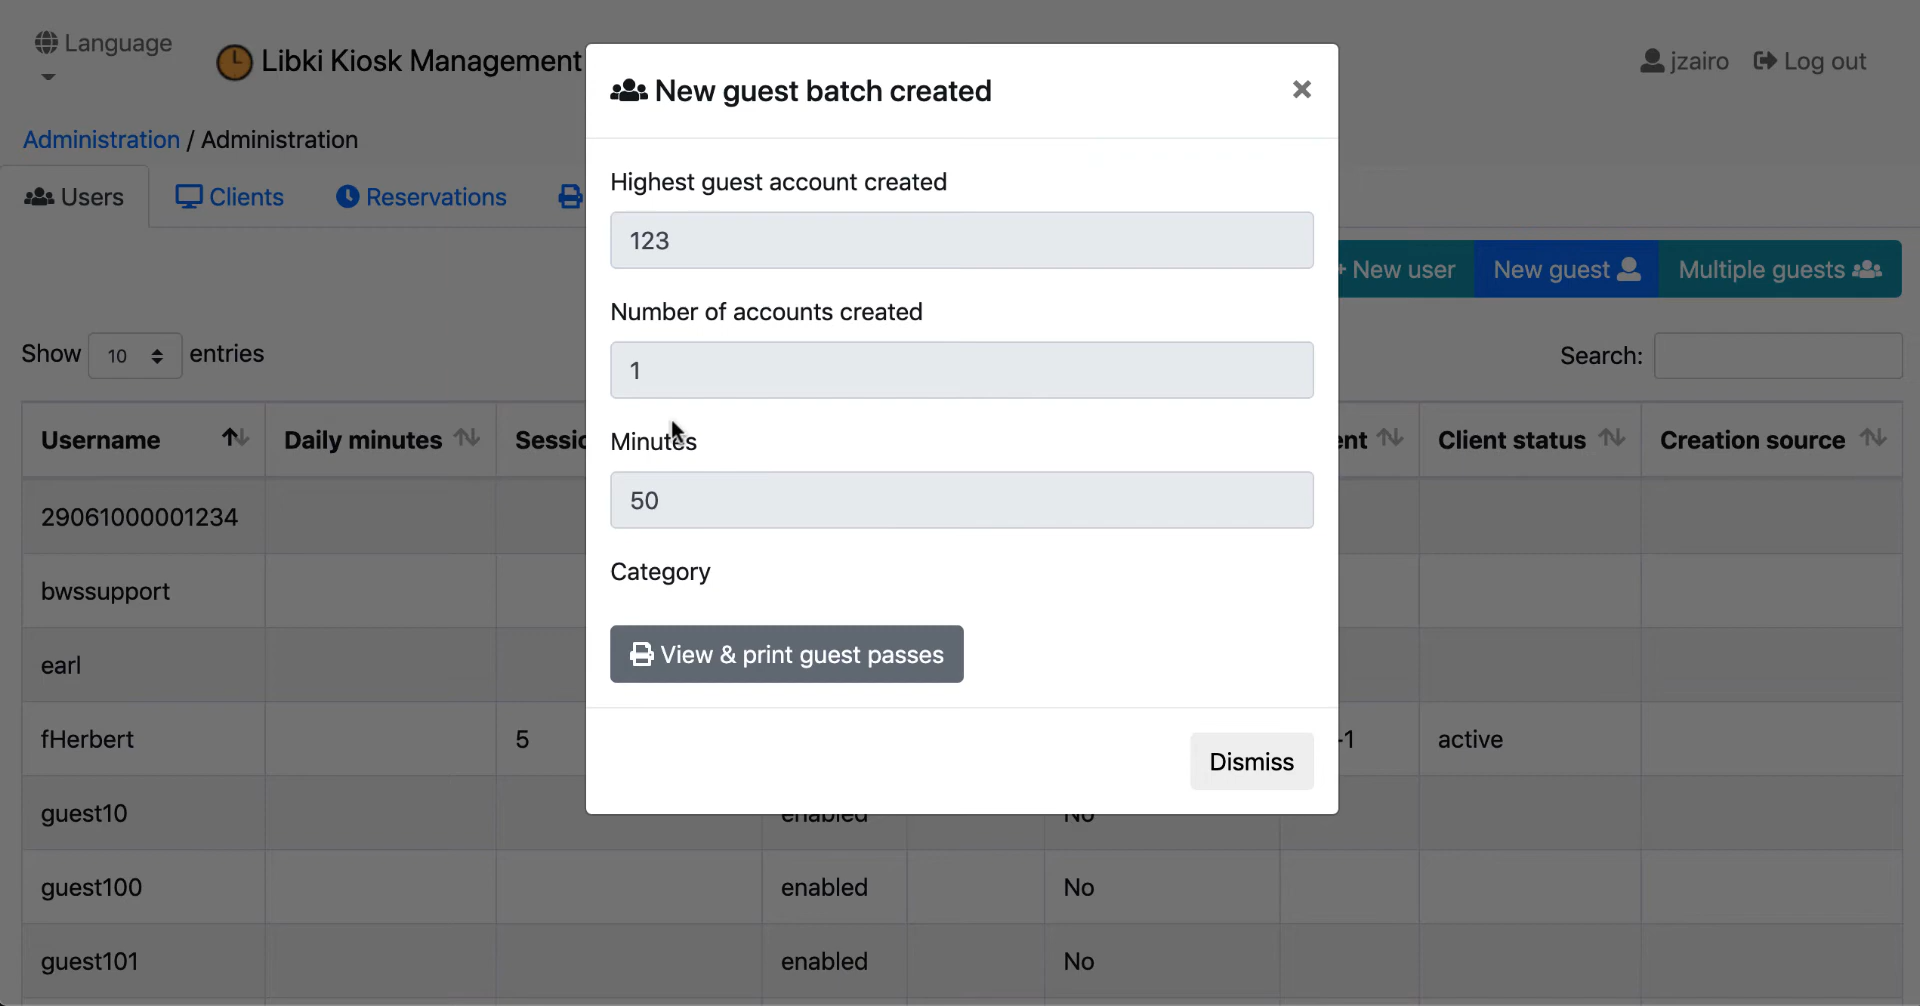 Language
Libki Kiosk Management
jzairo
Log out
Administration / Administration
Users
Clients
Reservations
New user
New guest
Multiple guests
Show 10 entries
Search:
Username
Daily minutes
Client status
Creation source
29061000001234
bwssupport
earl
fHerbert
5
-1
active
guest10
enabled
No
guest100
enabled
No
guest101
enabled
No
New guest batch created
×
Highest guest account created
123
Number of accounts created
1
Minutes
50
Category
View & print guest passes
Dismiss